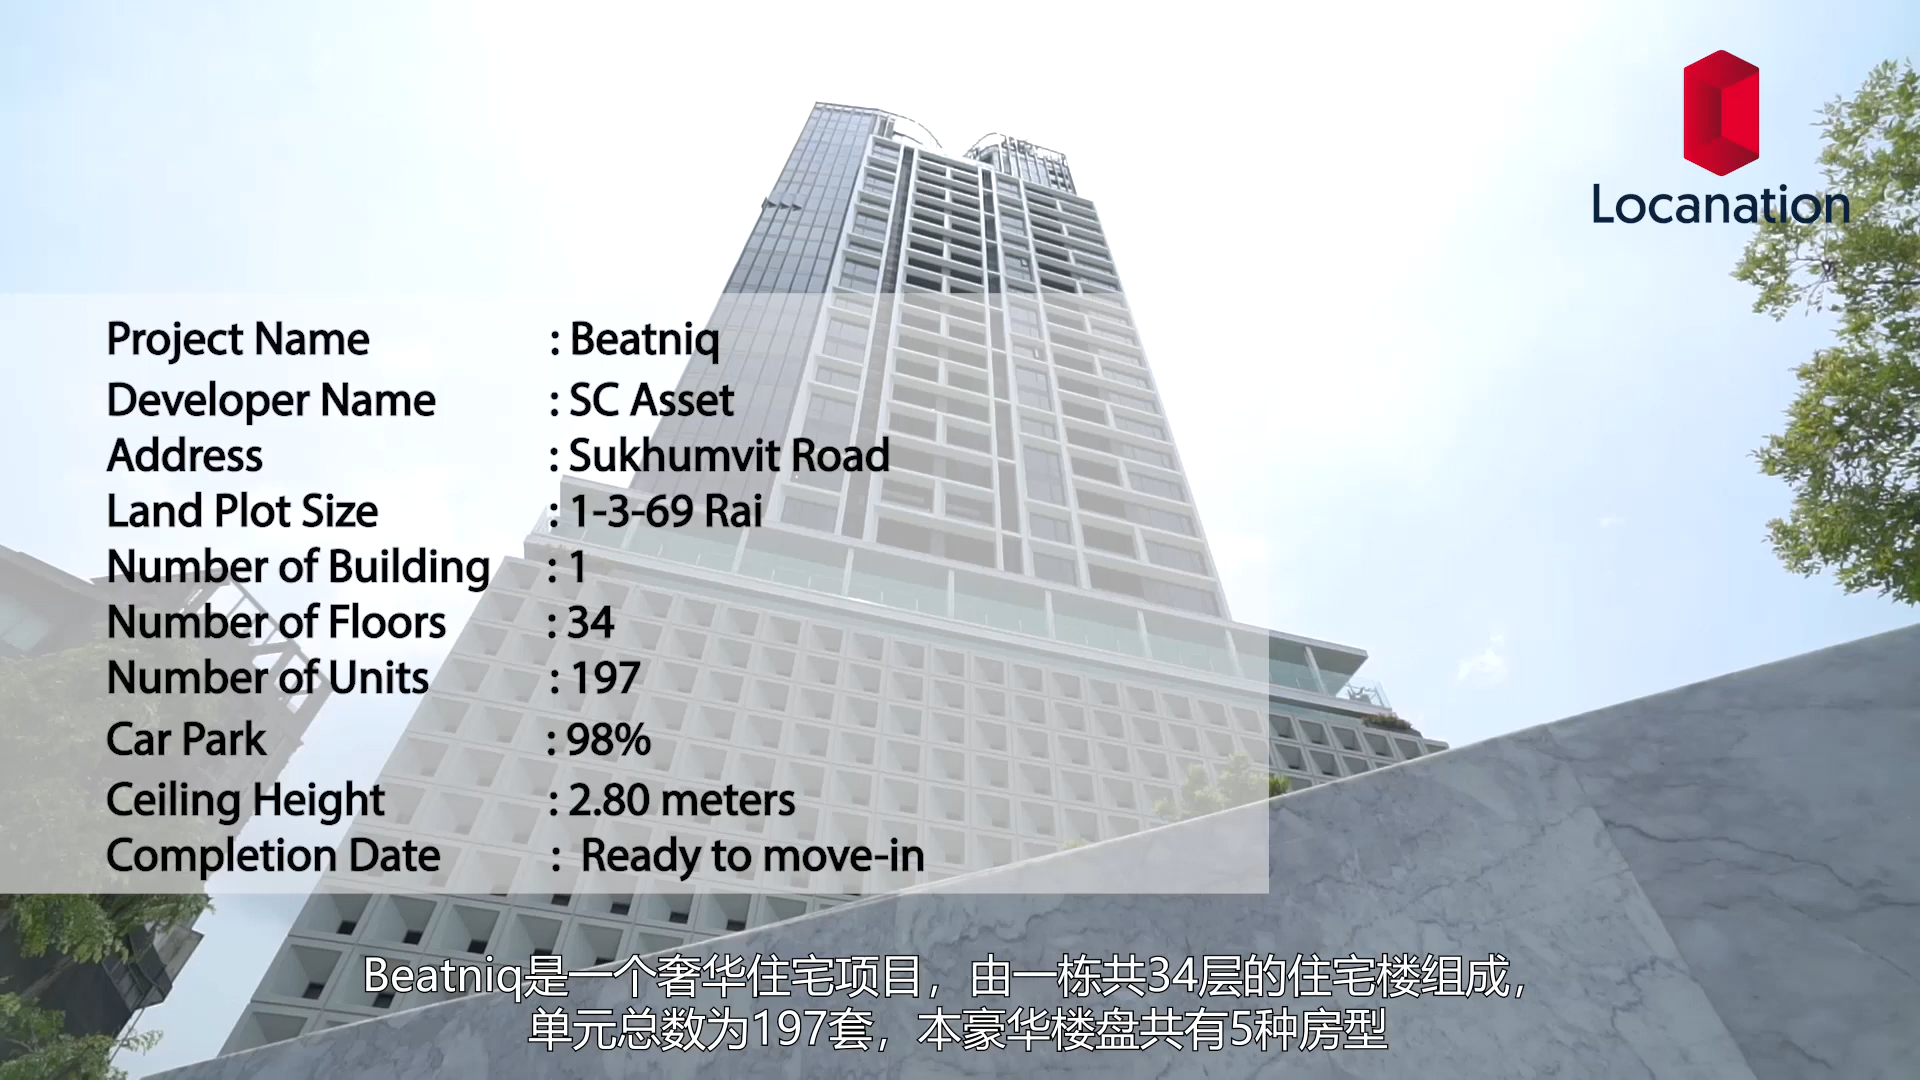 Locanation
Project Name : Beatniq
Developer Name : SC Asset
Address : Sukhumvit Road
Land Plot Size : 1-3-69 Rai
Number of Building : 1
Number of Floors : 34
Number of Units : 197
Car Park : 98%
Ceiling Height : 2.80 meters
Completion Date : Ready to move-in
Beatniq是一个奢华住宅项目，由一栋共34层的住宅楼组成，
单元总数为197套，本豪华楼盘共有5种房型